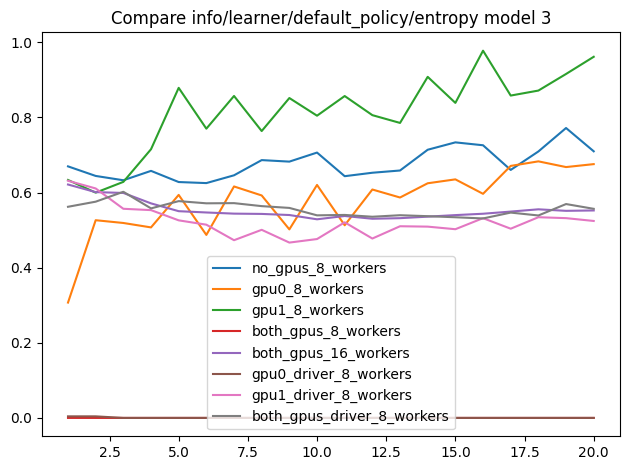 Compare info/learner/default_policy/entropy model 3
1.0
0.8
0.6
0.4
0.2
0.0
no_gpus_8_workers
gpu0_8_workers
gpu1_8_workers
both_gpus_8_workers
both_gpus_16_workers
gpu0_driver_8_workers
gpu1_driver_8_workers
both_gpus_driver_8_workers
2.5 5.0 7.5 10.0 12.5 15.0 17.5 20.0